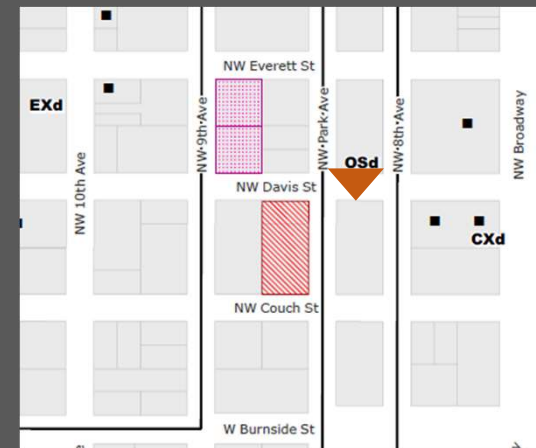 NW Everett St
EXd
NW 10th Ave
NW 9th Ave
NW Park Ave
OSd
NW 8th Ave
NW Broadway
NW Davis St
CXd
NW Couch St
W Burnside St